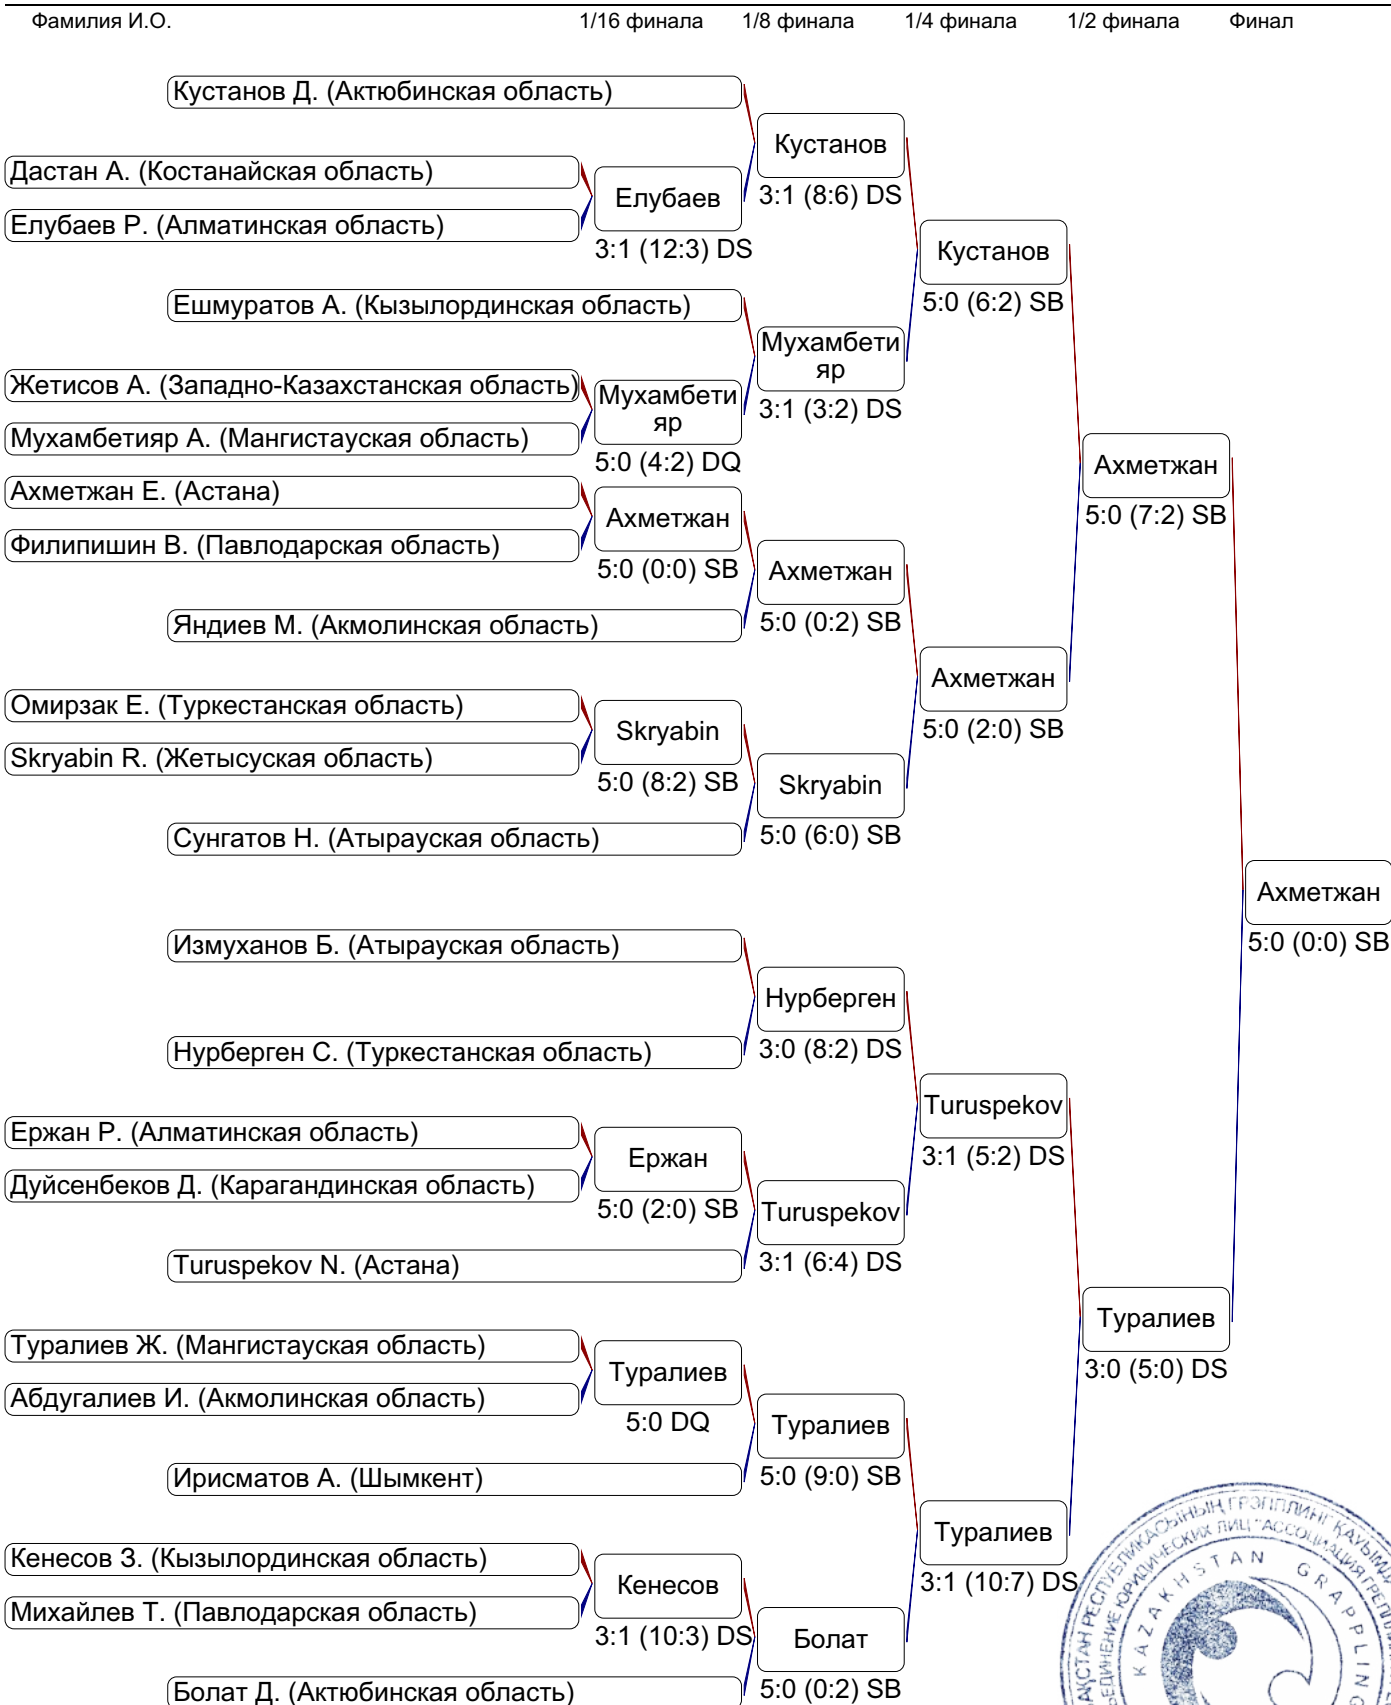 Фамилия И.О. 1/16 финала 1/8 финала 1/4 финала 1/2 финала Финал
Кустанов Д. (Актюбинская область)
Кустанов
Дастан А. (Костанайская область)
3:1 (8:6) DS
Елубаев
Елубаев Р. (Алматинская область)
3:1 (12:3) DS
Кустанов
5:0 (6:2) SB
Ешмуратов А. (Кызылординская область)
Мухамбети
яр
3:1 (3:2) DS
Жетисов А. (Западно-Казахстанская область)
Мухамбети
яр
Мухамбетияр А. (Мангистауская область)
5:0 (4:2) DQ
Ахметжан
5:0 (7:2) SB
Ахметжан Е. (Астана)
Ахметжан
Филипишин В. (Павлодарская область)
5:0 (0:0) SB
Ахметжан
5:0 (0:2) SB
Яндиев М. (Акмолинская область)
Ахметжан
5:0 (2:0) SB
Омирзак Е. (Туркестанская область)
Skryabin
Skryabin R. (Жетысуская область)
5:0 (8:2) SB
Skryabin
5:0 (6:0) SB
Сунгатов Н. (Атырауская область)
Ахметжан
5:0 (0:0) SB
Измуханов Б. (Атырауская область)
Нурберген
3:0 (8:2) DS
Нурберген С. (Туркестанская область)
Turuspekov
3:1 (5:2) DS
Ержан Р. (Алматинская область)
Ержан
Дуйсенбеков Д. (Карагандинская область)
5:0 (2:0) SB
Turuspekov
3:1 (6:4) DS
Turuspekov N. (Астана)
Туралиев
3:0 (5:0) DS
Туралиев Ж. (Мангистауская область)
Туралиев
Абдугалиев И. (Акмолинская область)
5:0 DQ
Туралиев
5:0 (9:0) SB
Ирисматов А. (Шымкент)
Туралиев
3:1 (10:7) DS
Кенесов З. (Кызылординская область)
Кенесов
Михайлев Т. (Павлодарская область)
3:1 (10:3) DS
Болат
5:0 (0:2) SB
Болат Д. (Актюбинская область)
KAZAKHSTAN GRAPPLING